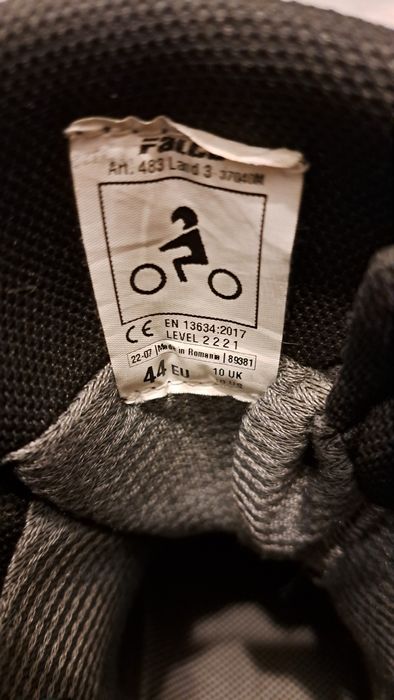 Art. 483 Land 3 37040M
CE EN 13634:2017
LEVEL 2 2 2 1
22-07 Made in Romania 89381
44 EU 10 UK